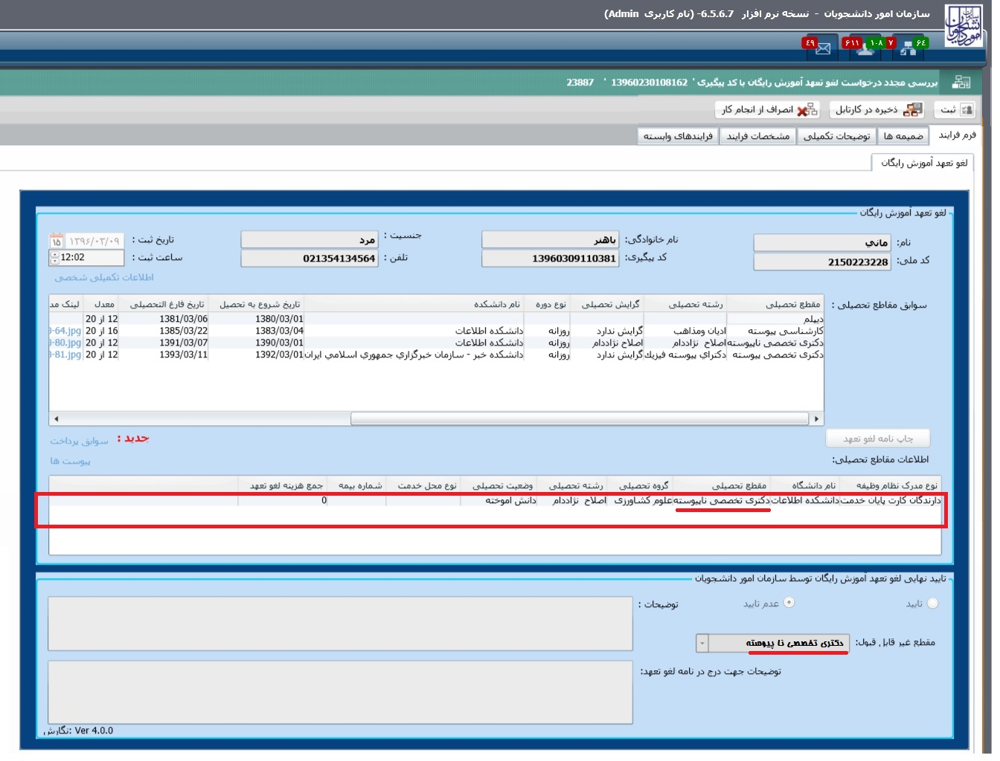 سازمان امور دانشجویان - نسخه نرم افزار 6.5.6.7- (نام کاربری Admin)
٦٤ ٧ ١٠٨ ٦١١ ٤٩
بررسی مجدد درخواست لغو تعهد آموزش رایگان با کد پیگیری ' 13960230108162 ' 23887
ثبت ذخیره در کارتابل انصراف از انجام کار
فرم فرایند ضمیمه ها توضیحات تکمیلی مشخصات فرایند فرایندهای وابسته
لغو تعهد آموزش رایگان
لغو تعهد آموزش رایگان
نام: ماني نام خانوادگی: باهنر جنسیت : مرد تاریخ ثبت : ۱۳۹۶/۰۳/۰۹
کد ملی: 2150223228 کد پیگیری: 13960309110381 تلفن : 021354134564 ساعت ثبت : 12:02
اطلاعات تکمیلی شخصی
سوابق مقاطع تحصیلی :
مقطع تحصیلی رشته تحصیلی گرایش تحصیلی نوع دوره نام دانشکده تاریخ شروع به تحصیل تاریخ فارغ التحصیلی معدل لینک مد
دیپلم 1380/03/01 1381/03/06 12 از 20
کارشناسی پیوسته ادیان ومذاهب گرایش ندارد روزانه دانشکده اطلاعات 1383/03/04 1385/03/22 16 از 20 3-64.jpg
دکتری تخصصی ناپیوسته اصلاح نژاددام اصلاح نژاددام روزانه دانشکده اطلاعات 1390/03/01 1391/03/07 12 از 20 3-80.jpg
دکتری تخصصی پیوسته دکتراي پیوسته فیزیك گرایش ندارد روزانه دانشکده خبر - سازمان خبرگزاري جمهوري اسلامي ایران 1392/03/01 1393/03/11 12 از 20 3-81.jpg
چاپ نامه لغو تعهد جدید : سوابق پرداخت
پیوست ها
اطلاعات مقاطع تحصیلی:
نوع مدرک نظام وظیفه نام دانشگاه مقطع تحصیلی گروه تحصیلی رشته تحصیلی وضعیت تحصیلی نوع محل خدمت شماره بیمه جمع هزینه لغو تعهد
دارندگان کارت پایان خدمت دانشکده اطلاعات دکتری تخصصی ناپیوسته علوم کشاورزی اصلاح نژاددام دانش اموخته 0
تایید نهایی لغو تعهد آموزش رایگان توسط سازمان امور دانشجویان
تایید عدم تایید توضیحات :
مقطع غیر قابل قبول: دکتری تخصصی نا پیوسته
توضیحات جهت درج در نامه لغو تعهد:
نگارش: Ver 4.0.0